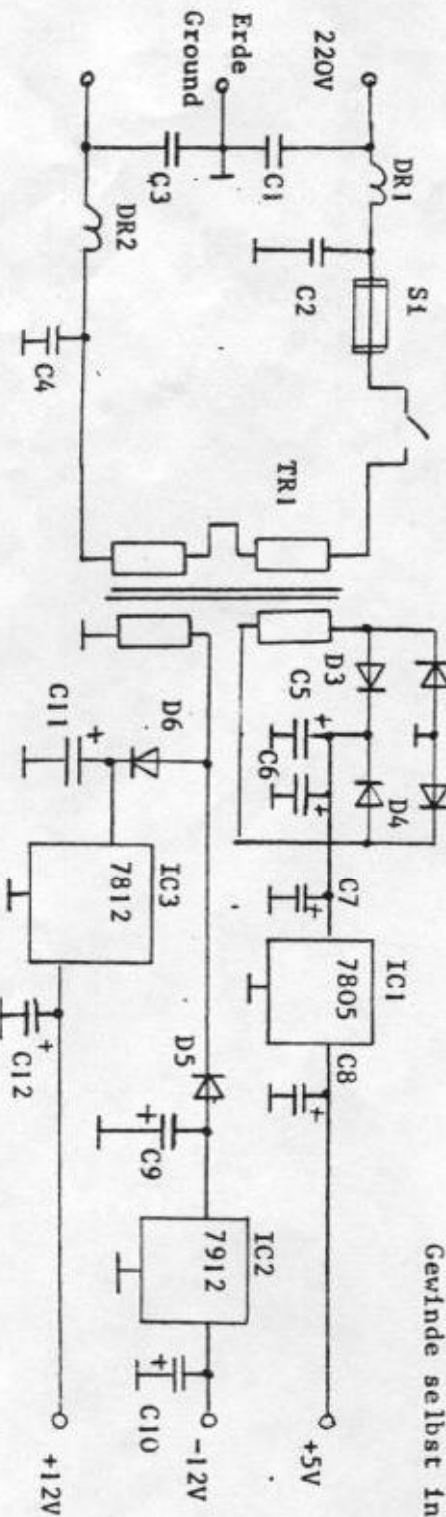 Gewinde selbst in
Si
DR1
IC1
D4
C7
7805
C8
220V
D3
C5
C2
C6
+5V
C1
TR1
Erde
IC2
Ground
7912
-12V
D5
C3
D6
C9
IC3
C10
DR2
7812
C11
+12V
C4
C12